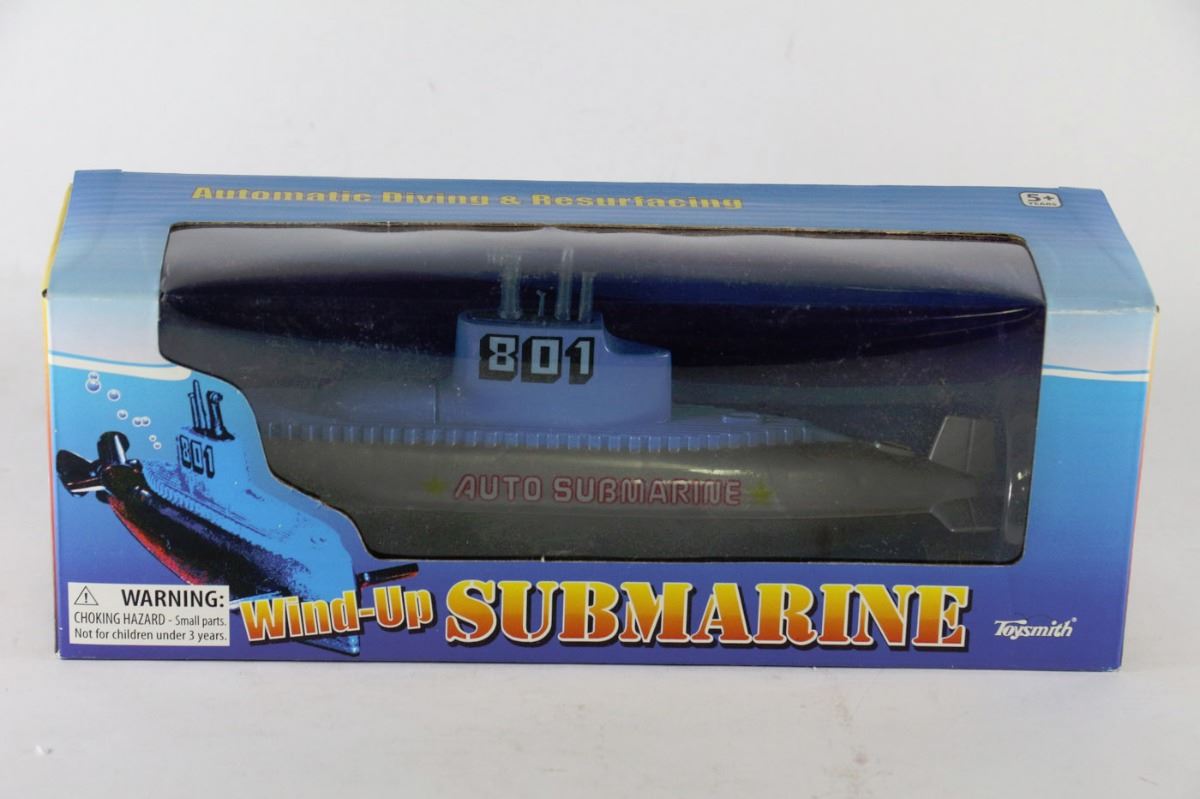 Automatic Diving & Resurfacing
5+
YEARS
801
801
AUTO SUBMARINE
WARNING:
CHOKING HAZARD - Small parts.
Not for children under 3 years.
Wind-Up SUBMARINE
Toysmith®